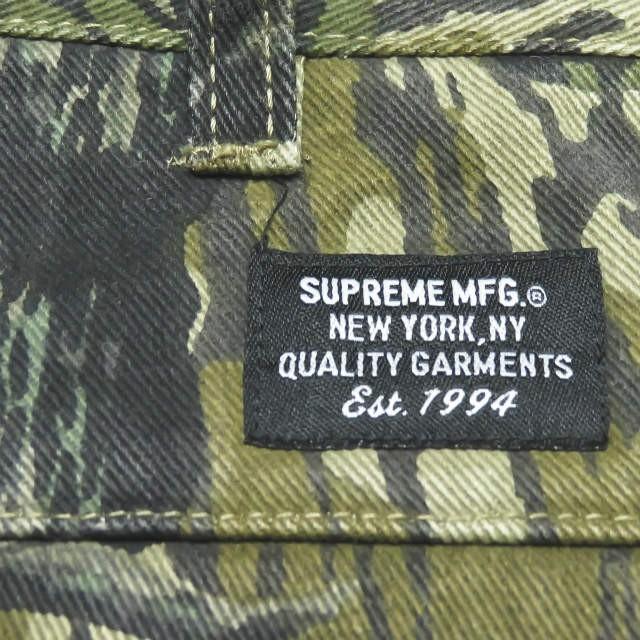 SUPREME MFG.®
NEW YORK,NY
QUALITY GARMENTS
Est. 1994